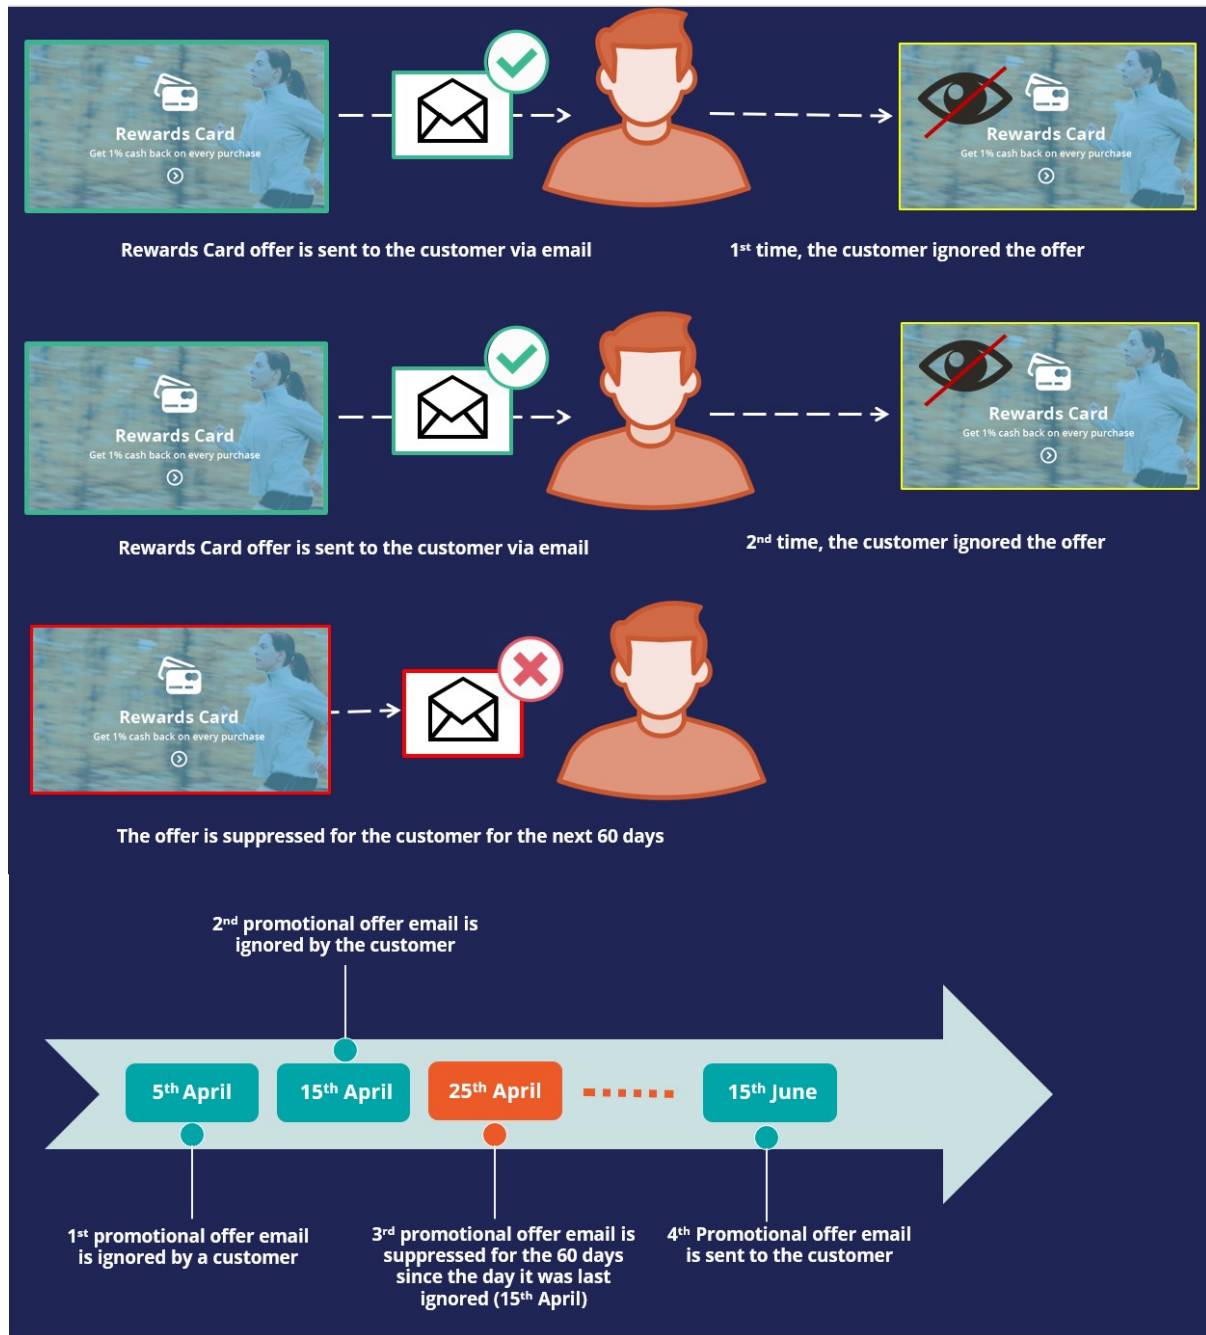 Rewards Card
Get 1% cash back on every purchase
Rewards Card
Get 1% cash back on every purchase
Rewards Card offer is sent to the customer via email
1st time, the customer ignored the offer
Rewards Card
Get 1% cash back on every purchase
Rewards Card
Get 1% cash back on every purchase
Rewards Card offer is sent to the customer via email
2nd time, the customer ignored the offer
Rewards Card
Get 1% cash back on every purchase
The offer is suppressed for the customer for the next 60 days
2nd promotional offer email is
ignored by the customer
5th April
15th April
25th April
15th June
1st promotional offer email
is ignored by a customer
3rd promotional offer email is
suppressed for the 60 days
since the day it was last
ignored (15th April)
4th Promotional offer email
is sent to the customer